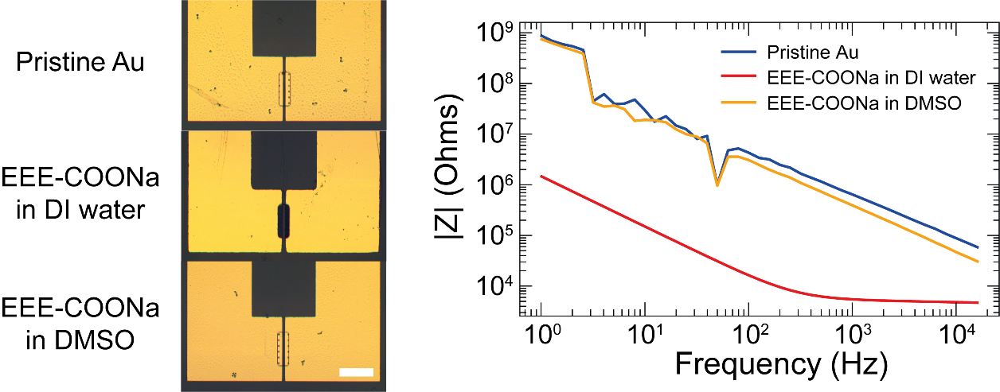 Pristine Au
EEE-COONa
in DI water
EEE-COONa
in DMSO
|Z| (Ohms)
10⁹
10⁸
10⁷
10⁶
10⁵
10⁴
Pristine Au
EEE-COONa in DI water
EEE-COONa in DMSO
10⁰ 10¹ 10² 10³ 10⁴
Frequency (Hz)